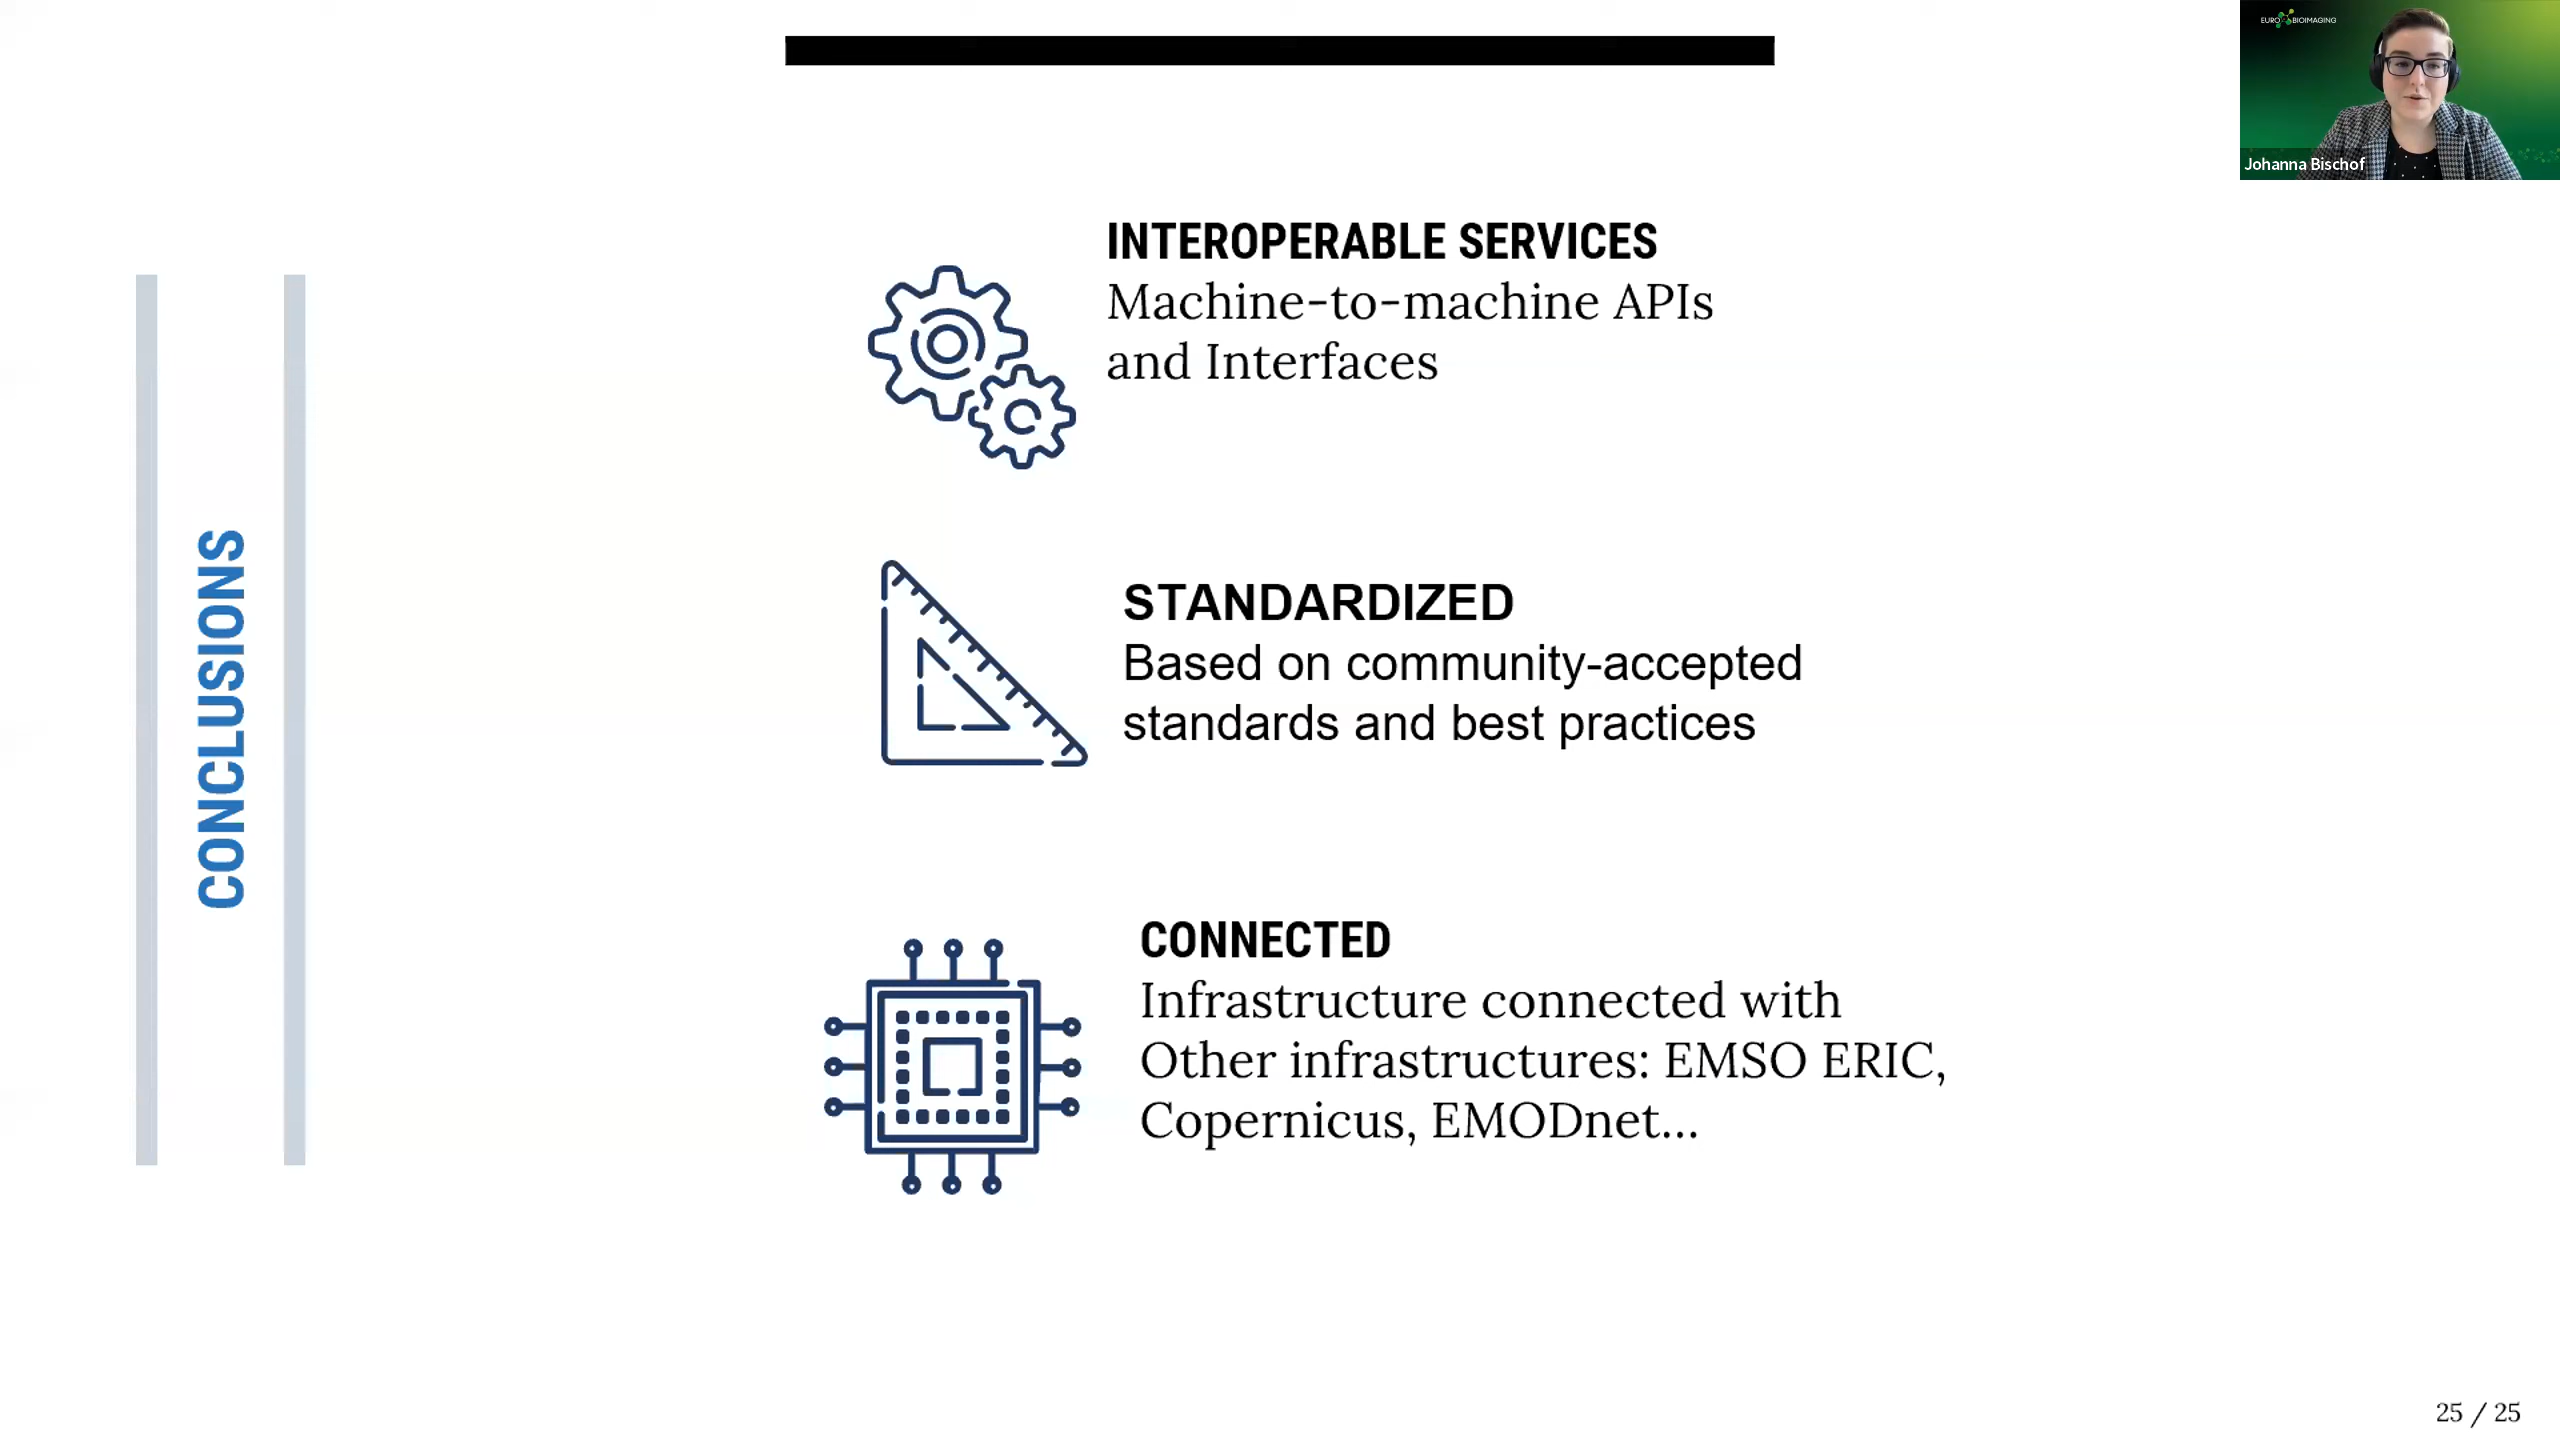 EURO BIOIMAGING
Johanna Bischof
CONCLUSIONS
INTEROPERABLE SERVICES
Machine-to-machine APIs
and Interfaces
STANDARDIZED
Based on community-accepted
standards and best practices
CONNECTED
Infrastructure connected with
Other infrastructures: EMSO ERIC,
Copernicus, EMODnet...
25 / 25